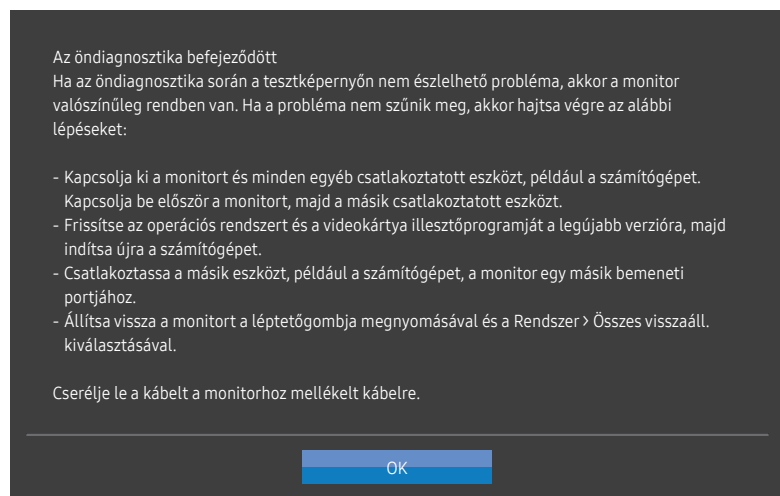 Az öndiagnosztika befejeződött
Ha az öndiagnosztika során a tesztképernyőn nem észlelhető probléma, akkor a monitor
valószínűleg rendben van. Ha a probléma nem szűnik meg, akkor hajtsa végre az alábbi
lépéseket:
- Kapcsolja ki a monitort és minden egyéb csatlakoztatott eszközt, például a számítógépet.
Kapcsolja be először a monitort, majd a másik csatlakoztatott eszközt.
- Frissítse az operációs rendszert és a videokártya illesztőprogramját a legújabb verzióra, majd
indítsa újra a számítógépet.
- Csatlakoztassa a másik eszközt, például a számítógépet, a monitor egy másik bemeneti
portjához.
- Állítsa vissza a monitort a léptetőgombja megnyomásával és a Rendszer > Összes visszaáll.
kiválasztásával.
Cserélje le a kábelt a monitorhoz mellékelt kábelre.
OK